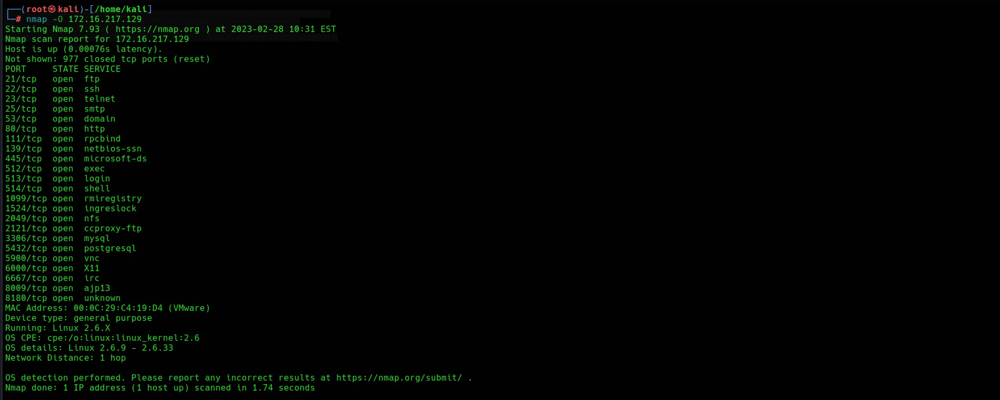 ┌──(root㉿kali)-[/home/kali]
└─# nmap -O 172.16.217.129
Starting Nmap 7.93 ( https://nmap.org ) at 2023-02-28 10:31 EST
Nmap scan report for 172.16.217.129
Host is up (0.00076s latency).
Not shown: 977 closed tcp ports (reset)
PORT     STATE SERVICE
21/tcp   open  ftp
22/tcp   open  ssh
23/tcp   open  telnet
25/tcp   open  smtp
53/tcp   open  domain
80/tcp   open  http
111/tcp  open  rpcbind
139/tcp  open  netbios-ssn
445/tcp  open  microsoft-ds
512/tcp  open  exec
513/tcp  open  login
514/tcp  open  shell
1099/tcp open  rmiregistry
1524/tcp open  ingreslock
2049/tcp open  nfs
2121/tcp open  ccproxy-ftp
3306/tcp open  mysql
5432/tcp open  postgresql
5900/tcp open  vnc
6000/tcp open  X11
6667/tcp open  irc
8009/tcp open  ajp13
8180/tcp open  unknown
MAC Address: 00:0C:29:C4:19:D4 (VMware)
Device type: general purpose
Running: Linux 2.6.X
OS CPE: cpe:/o:linux:linux_kernel:2.6
OS details: Linux 2.6.9 - 2.6.33
Network Distance: 1 hop

OS detection performed. Please report any incorrect results at https://nmap.org/submit/ .
Nmap done: 1 IP address (1 host up) scanned in 1.74 seconds